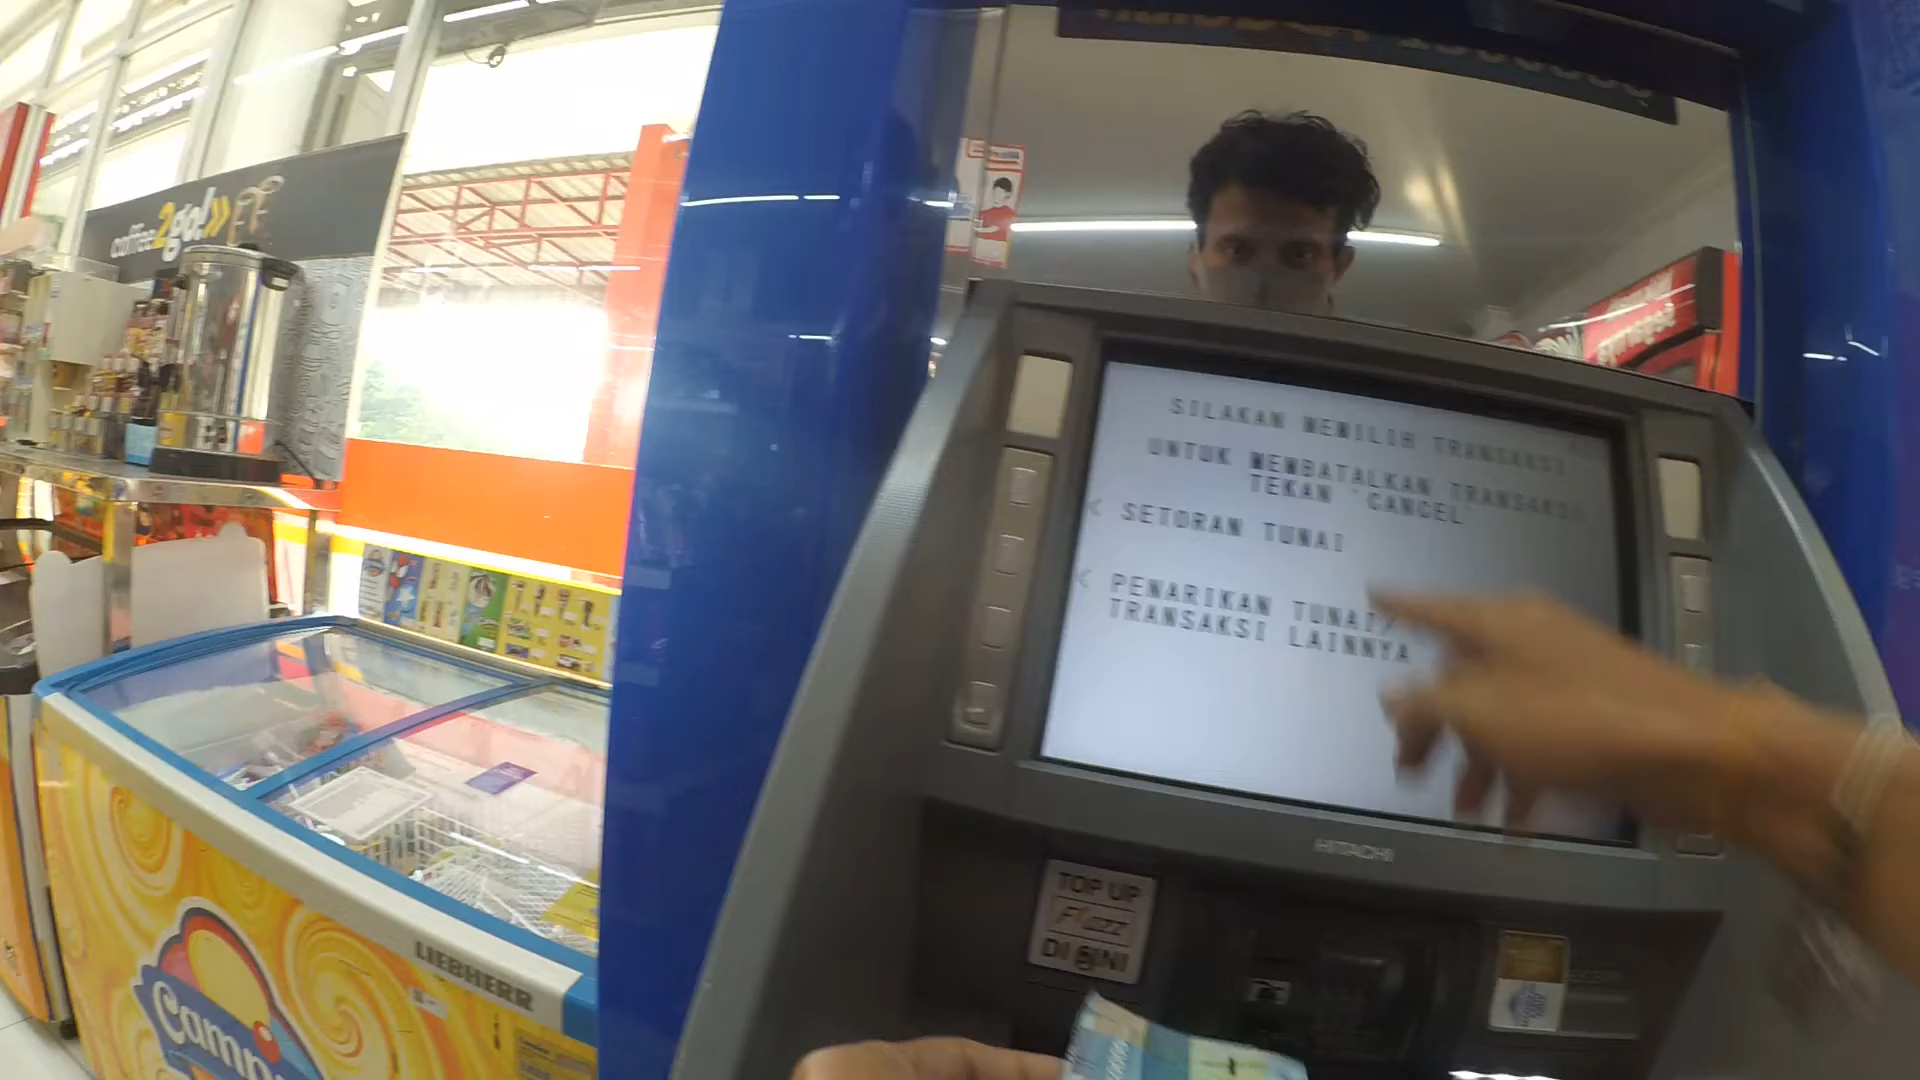 coffee2go!»
SILAKAN MEMILIH TRANSAKSI
UNTUK MEMBATALKAN TRANSAKSI
TEKAN 'CANCEL'
< SETORAN TUNAI
< PENARIKAN TUNAI/
TRANSAKSI LAINNYA
HITACHI
TOP UP
Flazz
DI SINI
LIEBHERR